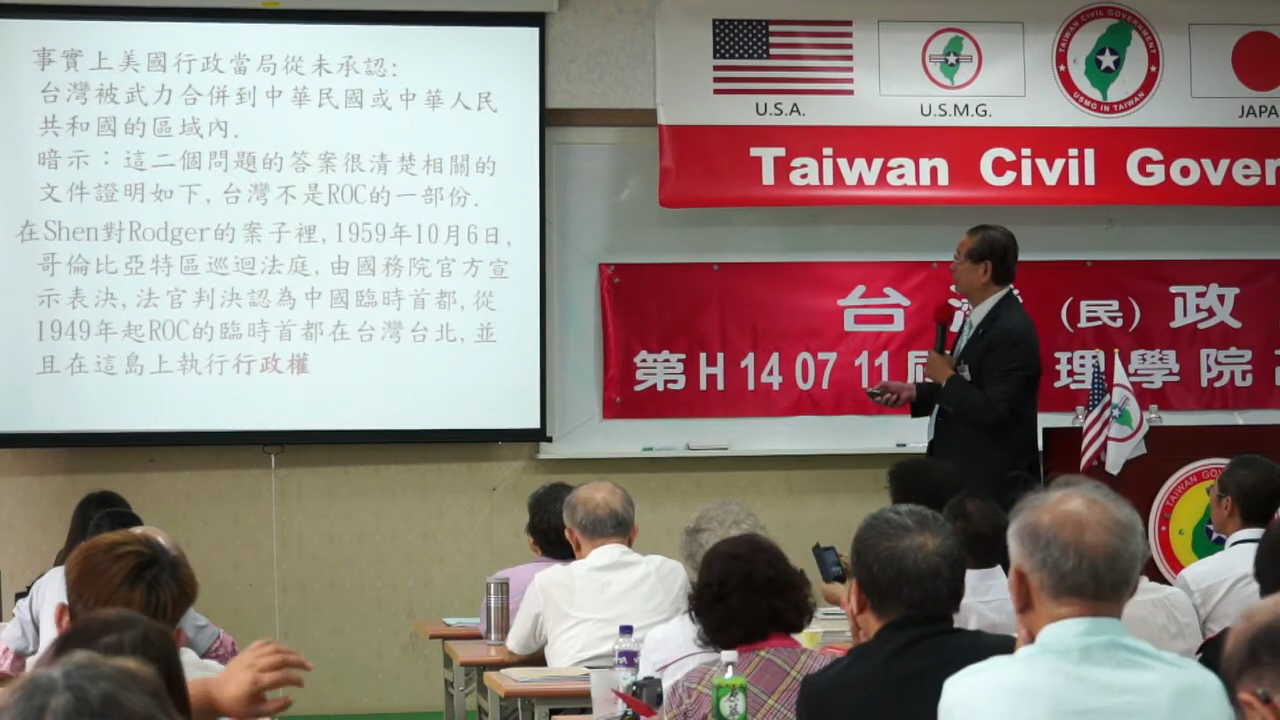 事實上美國行政當局從未承認:
台灣被武力合併到中華民國或中華人民
共和國的區域內.
暗示：這二個問題的答案很清楚相關的
文件證明如下,台灣不是ROC的一部份.
在Shen對Rodger的案子裡,1959年10月6日,
哥倫比亞特區巡迴法庭,由國務院官方宣
示表決,法官判決認為中國臨時首都,從
1949年起ROC的臨時首都在台灣台北,並
且在這島上執行行政權
U.S.A.
U.S.M.G.
TAIWAN CIVIL GOVERNMENT
USMG IN TAIWAN
JAPA
Taiwan Civil Gover
台 (民) 政
第H 14 07 11 理學院
TAIWAN GOV